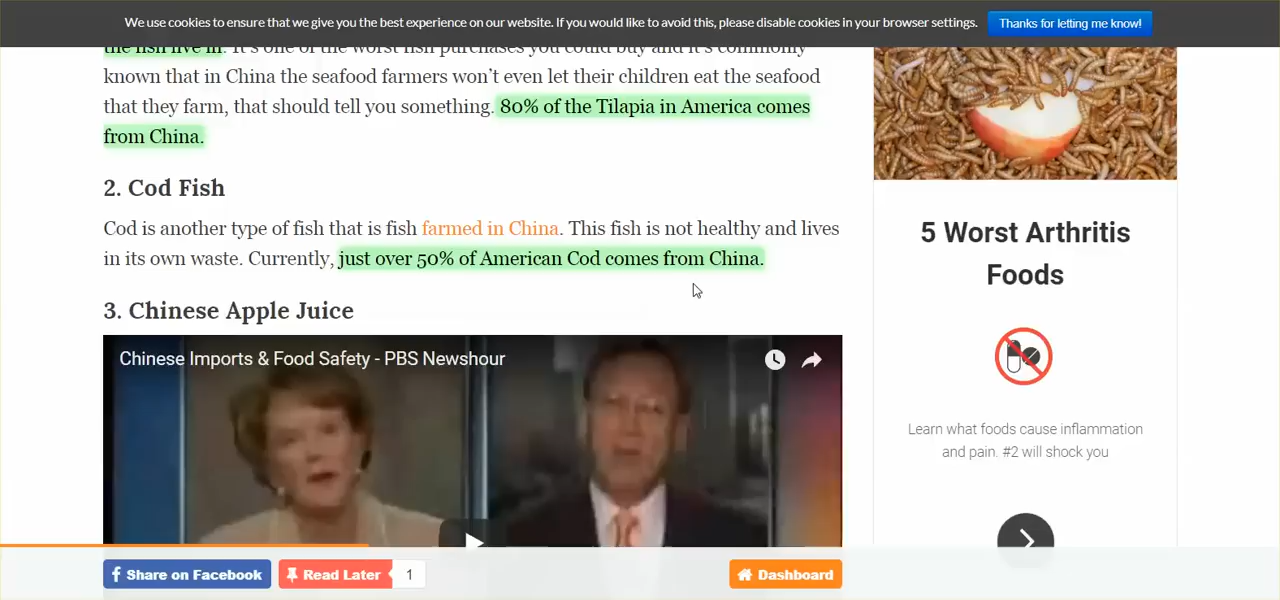 We use cookies to ensure that we give you the best experience on our website. If you would like to avoid this, please disable cookies in your browser settings.
Thanks for letting me know!
the fish live in. It's one of the worst fish purchases you could buy and it's commonly
known that in China the seafood farmers won't even let their children eat the seafood
that they farm, that should tell you something. 80% of the Tilapia in America comes
from China.
2. Cod Fish
Cod is another type of fish that is fish farmed in China. This fish is not healthy and lives
in its own waste. Currently, just over 50% of American Cod comes from China.
3. Chinese Apple Juice
Chinese Imports & Food Safety - PBS Newshour
5 Worst Arthritis
Foods
Learn what foods cause inflammation
and pain. #2 will shock you
Share on Facebook
Read Later
1
Dashboard